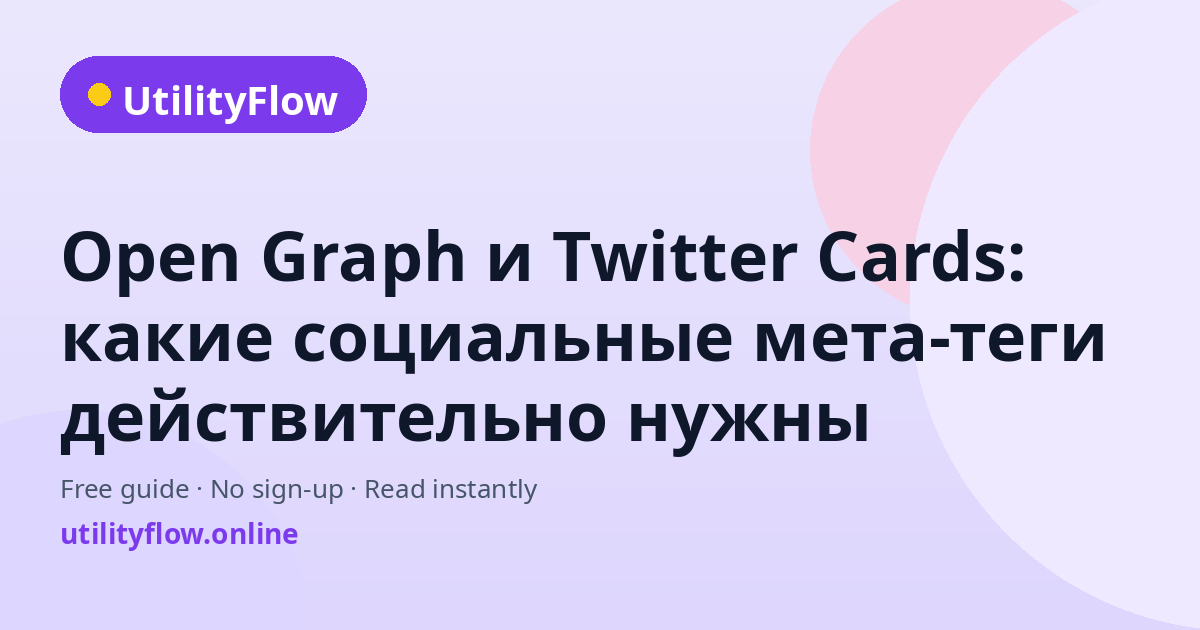 UtilityFlow
Open Graph и Twitter Cards:
какие социальные мета-теги
действительно нужны
Free guide · No sign-up · Read instantly
utilityflow.online